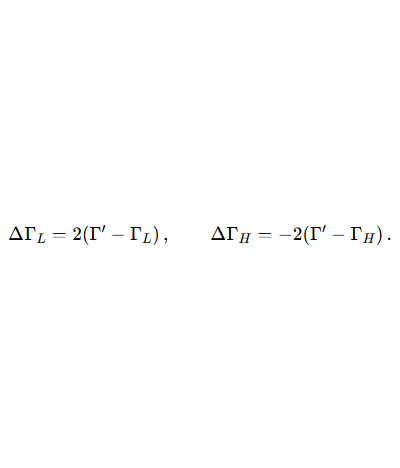 ΔΓ_L = 2(Γ′ − Γ_L) ,  ΔΓ_H = −2(Γ′ − Γ_H) .